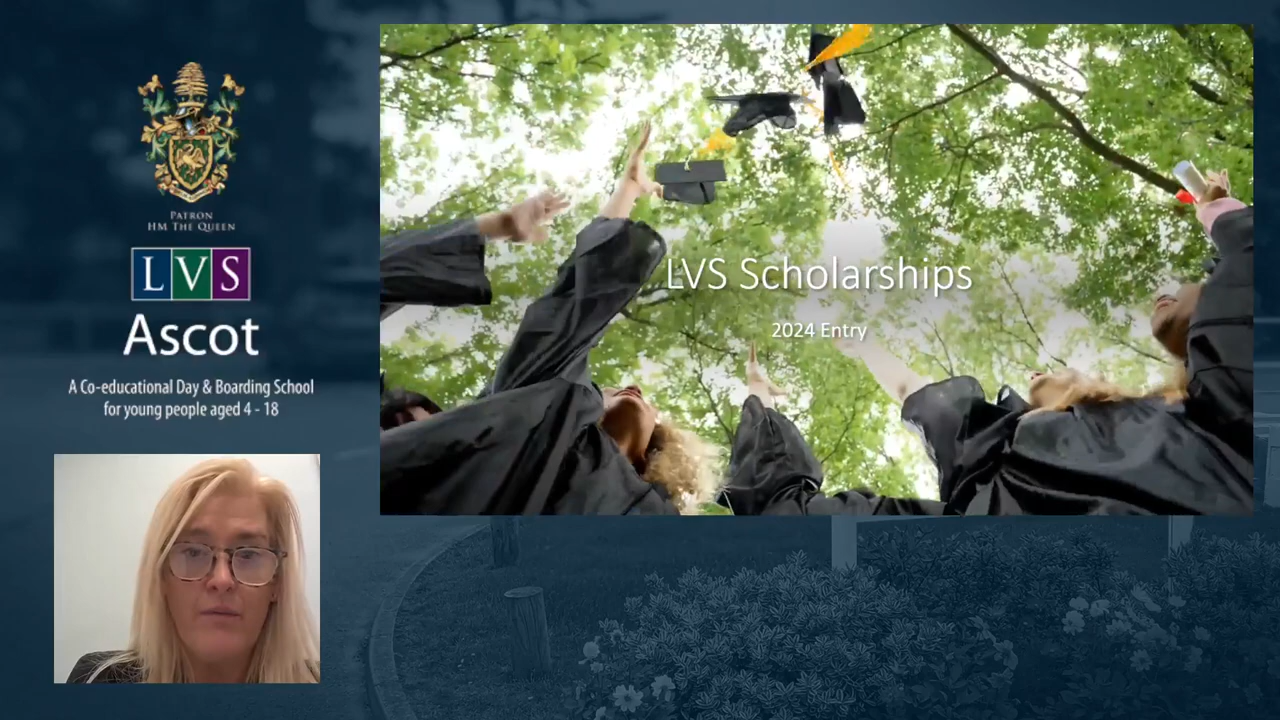 PATRON
HM THE QUEEN
LVS
Ascot
A Co-educational Day & Boarding School
for young people aged 4 - 18
LVS Scholarships
2024 Entry